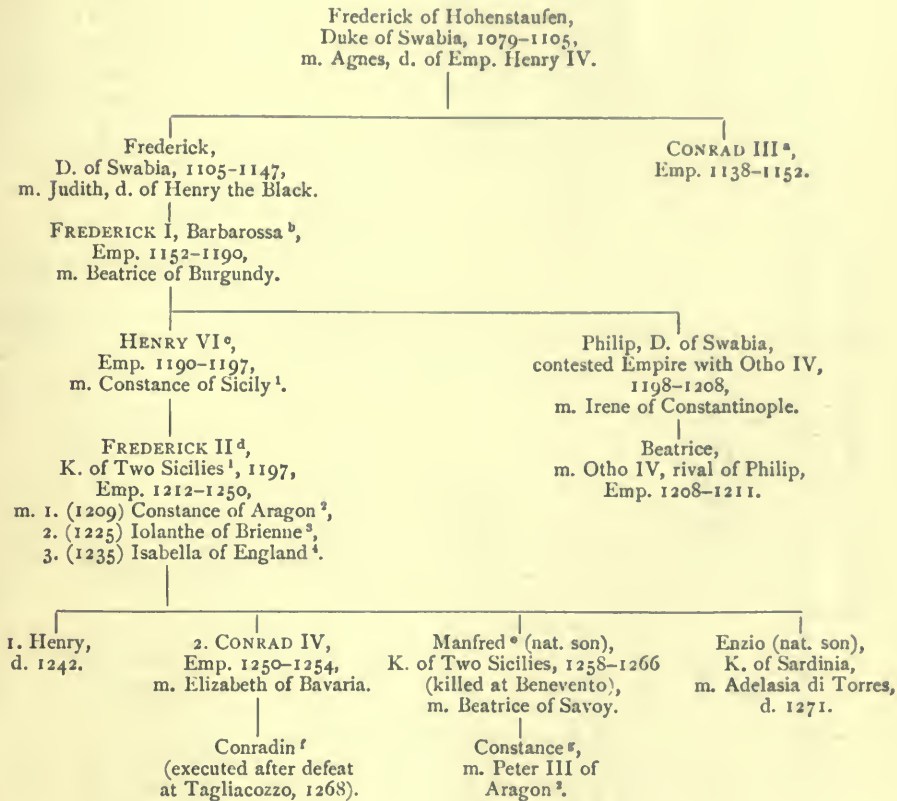 Frederick of Hohenstaufen,
Duke of Swabia, 1079–1105,
m. Agnes, d. of Emp. Henry IV.
Frederick,
D. of Swabia, 1105–1147,
m. Judith, d. of Henry the Black.
CONRAD III ᵃ,
Emp. 1138–1152.
FREDERICK I, Barbarossa ᵇ,
Emp. 1152–1190,
m. Beatrice of Burgundy.
HENRY VI ᶜ,
Emp. 1190–1197,
m. Constance of Sicily ¹.
Philip, D. of Swabia,
contested Empire with Otho IV,
1198–1208,
m. Irene of Constantinople.
FREDERICK II ᵈ,
K. of Two Sicilies ¹, 1197,
Emp. 1212–1250,
m. 1. (1209) Constance of Aragon ²,
2. (1225) Iolanthe of Brienne ³,
3. (1235) Isabella of England ⁴.
Beatrice,
m. Otho IV, rival of Philip,
Emp. 1208–1211.
1. Henry,
d. 1242.
2. CONRAD IV,
Emp. 1250–1254,
m. Elizabeth of Bavaria.
Manfred ᵉ (nat. son),
K. of Two Sicilies, 1258–1266
(killed at Benevento),
m. Beatrice of Savoy.
Enzio (nat. son),
K. of Sardinia,
m. Adelasia di Torres,
d. 1271.
Conradin ᶠ
(executed after defeat
at Tagliacozzo, 1268).
Constance ᵍ,
m. Peter III of
Aragon ².